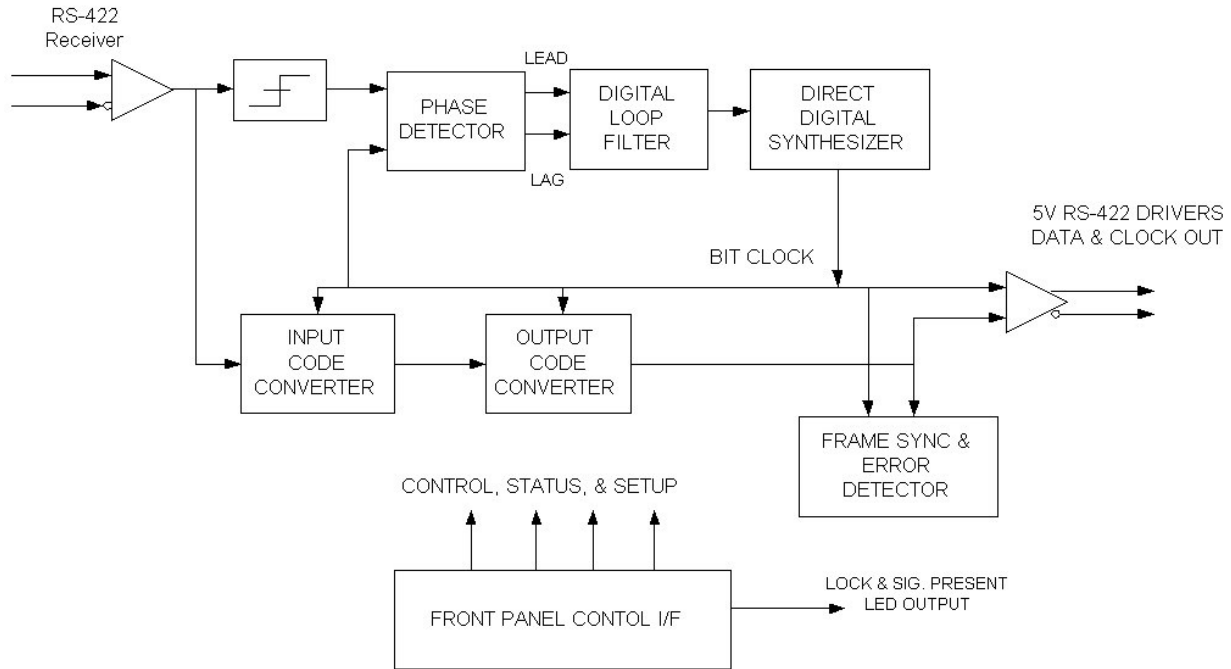 RS-422
Receiver
LEAD
PHASE
DETECTOR
LAG
DIGITAL
LOOP
FILTER
DIRECT
DIGITAL
SYNTHESIZER
5V RS-422 DRIVERS
DATA & CLOCK OUT
BIT CLOCK
INPUT
CODE
CONVERTER
OUTPUT
CODE
CONVERTER
FRAME SYNC &
ERROR
DETECTOR
CONTROL, STATUS, & SETUP
FRONT PANEL CONTOL I/F
LOCK & SIG. PRESENT
LED OUTPUT